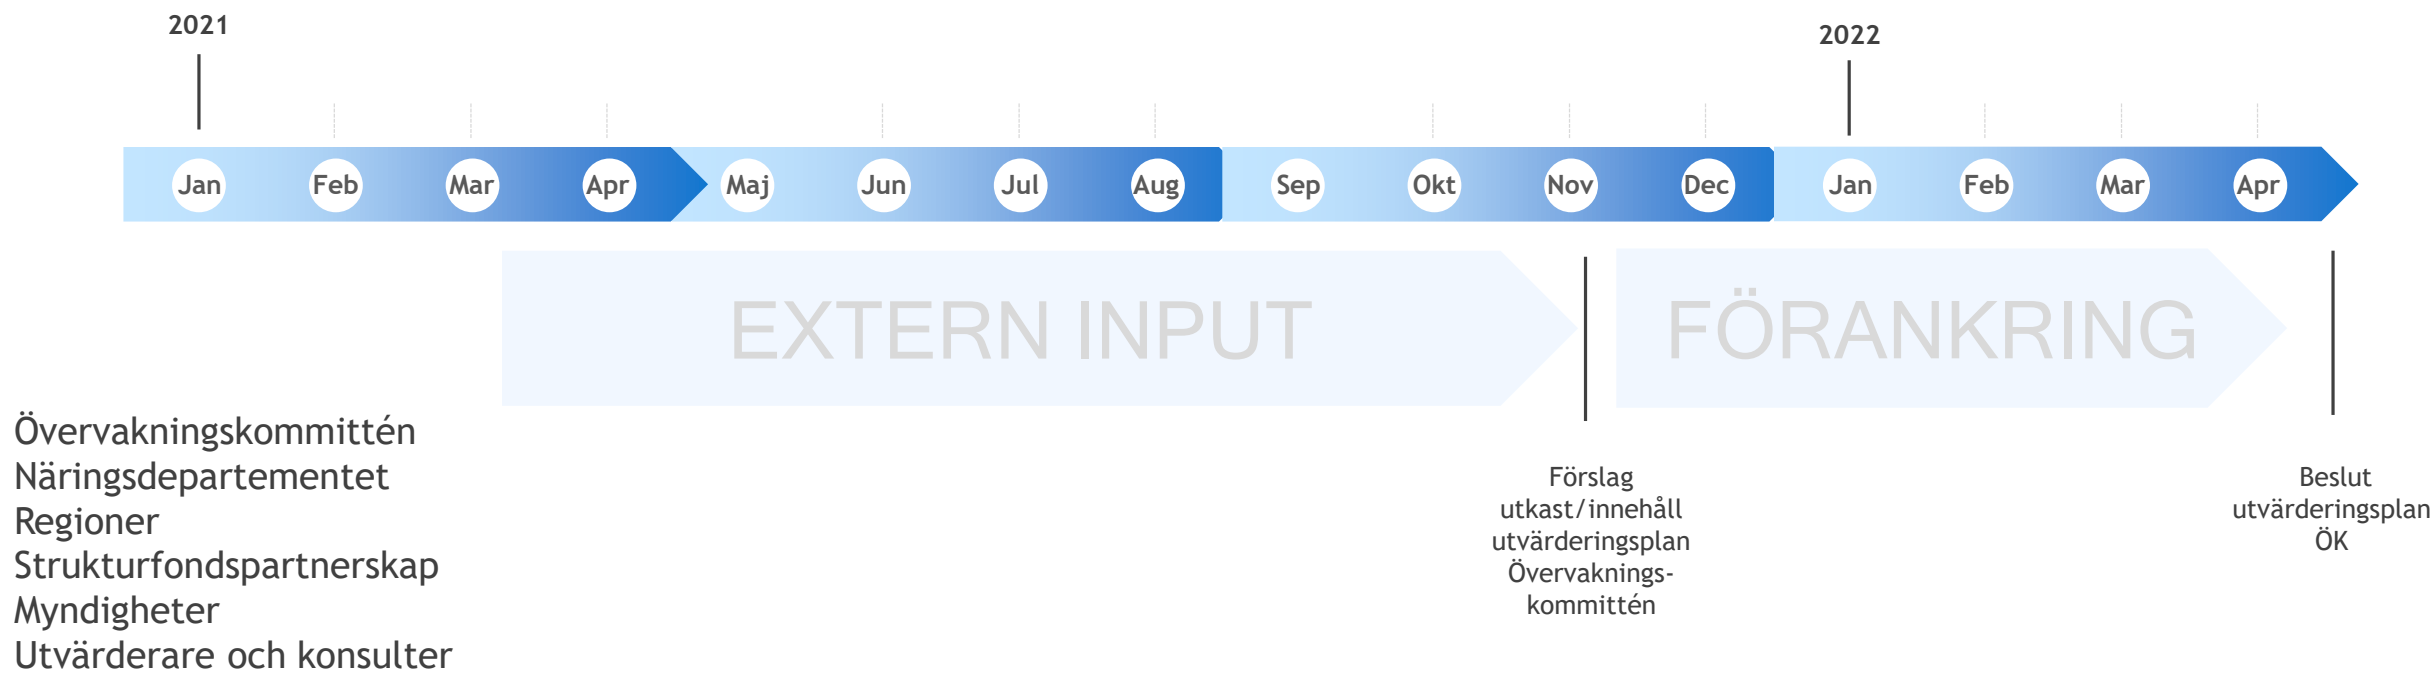 2021
2022
Jan
Feb
Mar
Apr
Maj
Jun
Jul
Aug
Sep
Okt
Nov
Dec
Jan
Feb
Mar
Apr
EXTERN INPUT
FÖRANKRING
Övervakningskommittén
Näringsdepartementet
Regioner
Strukturfondspartnerskap
Myndigheter
Utvärderare och konsulter
Förslag
utkast/innehåll
utvärderingsplan
Övervaknings-
kommittén
Beslut
utvärderingsplan
ÖK